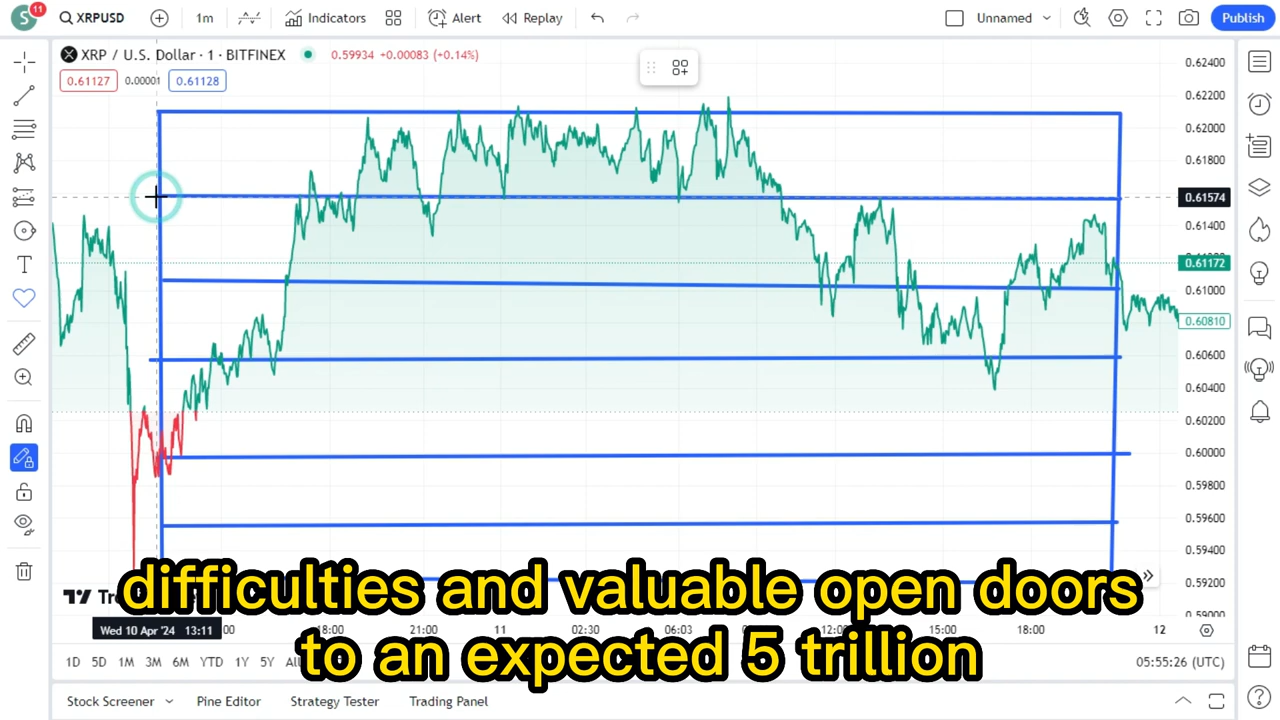 S
11
XRPUSD
1m
Indicators
Alert
Replay
Unnamed
Publish
XRP / U.S. Dollar · 1 · BITFINEX
0.59934 +0.00083 (+0.14%)
0.61127
0.00001
0.61128
0.62400
0.62200
0.62000
0.61800
0.61574
0.61400
0.61172
0.61000
0.60810
0.60600
0.60400
0.60200
0.60000
0.59800
0.59600
0.59400
0.59200
difficulties and valuable open doors
to an expected 5 trillion
Wed 10 Apr '24 13:11
18:00
21:00
11
02:30
06:03
15:00
18:00
12
1D 5D 1M 3M 6M YTD 1Y 5Y
05:55:26 (UTC)
Stock Screener
Pine Editor
Strategy Tester
Trading Panel